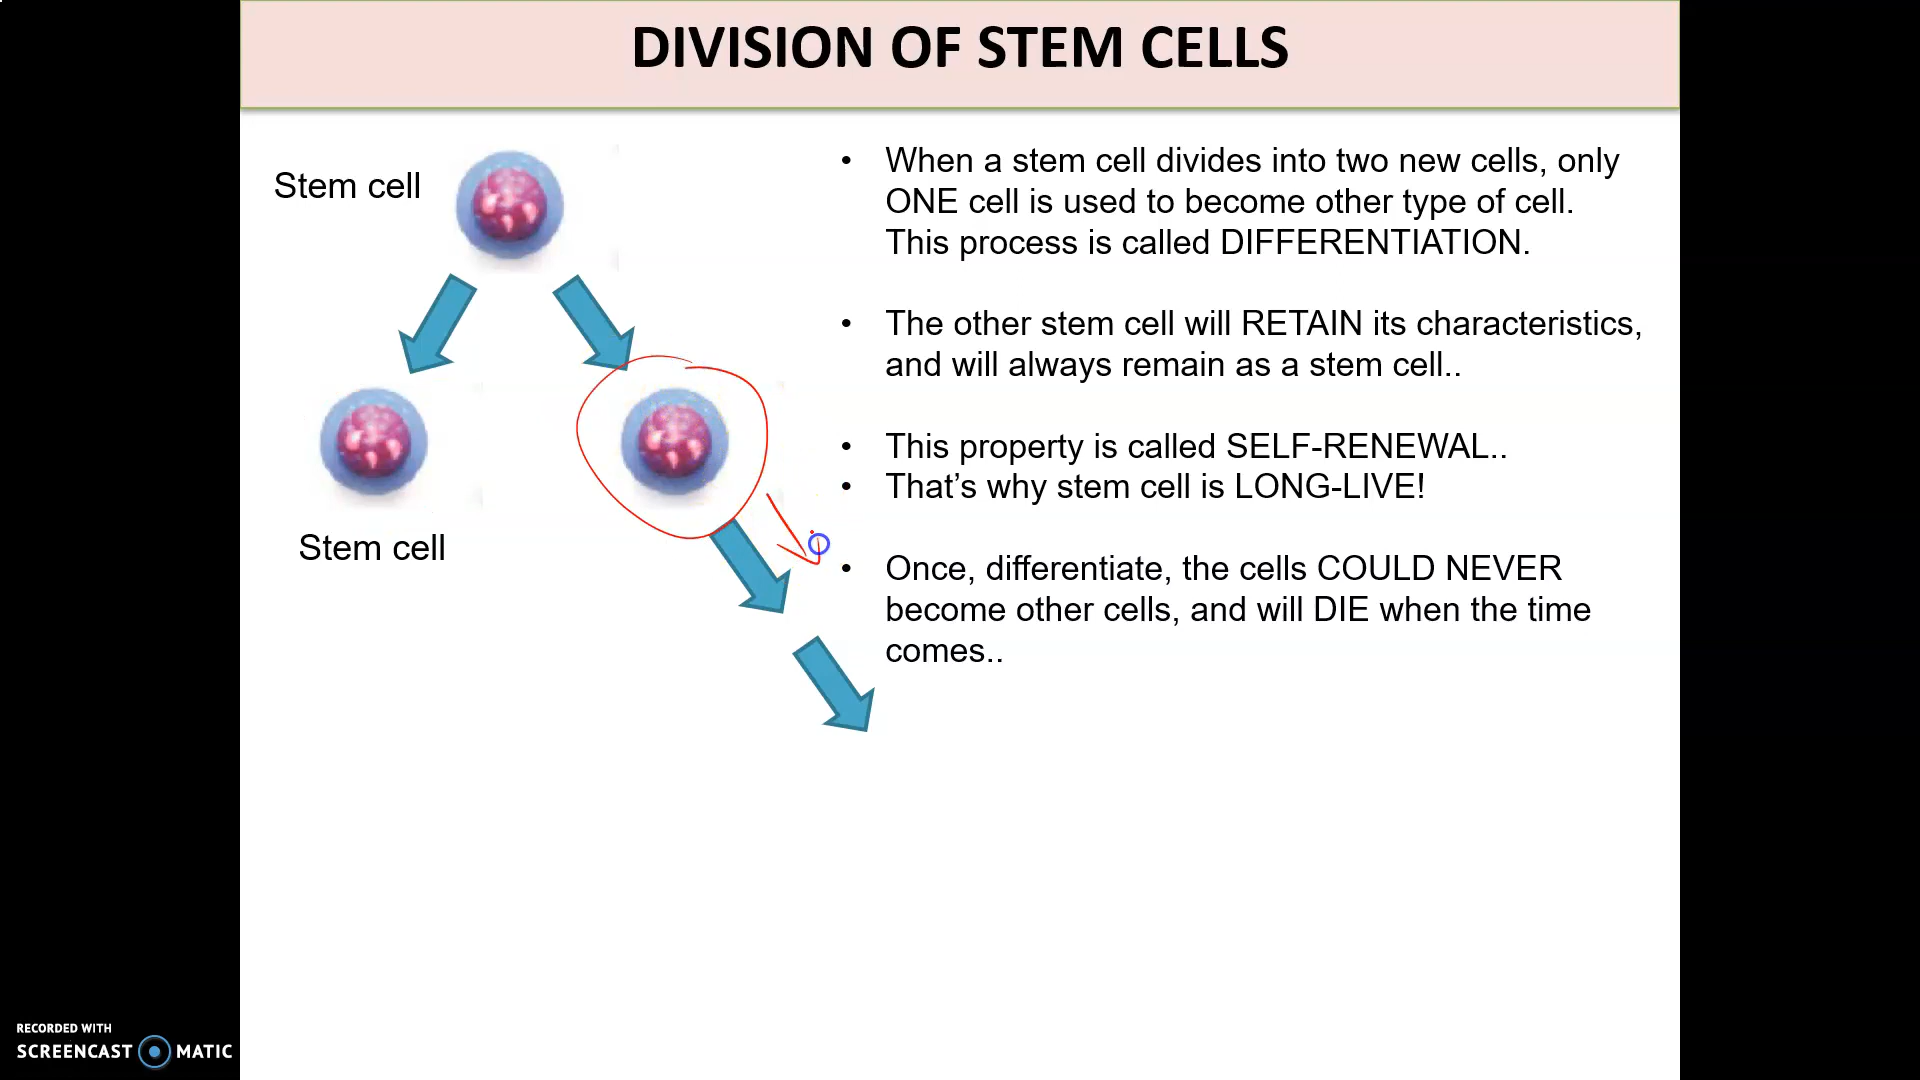 DIVISION OF STEM CELLS
Stem cell
Stem cell
• When a stem cell divides into two new cells, only
ONE cell is used to become other type of cell.
This process is called DIFFERENTIATION.
• The other stem cell will RETAIN its characteristics,
and will always remain as a stem cell..
• This property is called SELF-RENEWAL..
• That’s why stem cell is LONG-LIVE!
• Once, differentiate, the cells COULD NEVER
become other cells, and will DIE when the time
comes..
RECORDED WITH
SCREENCAST MATIC